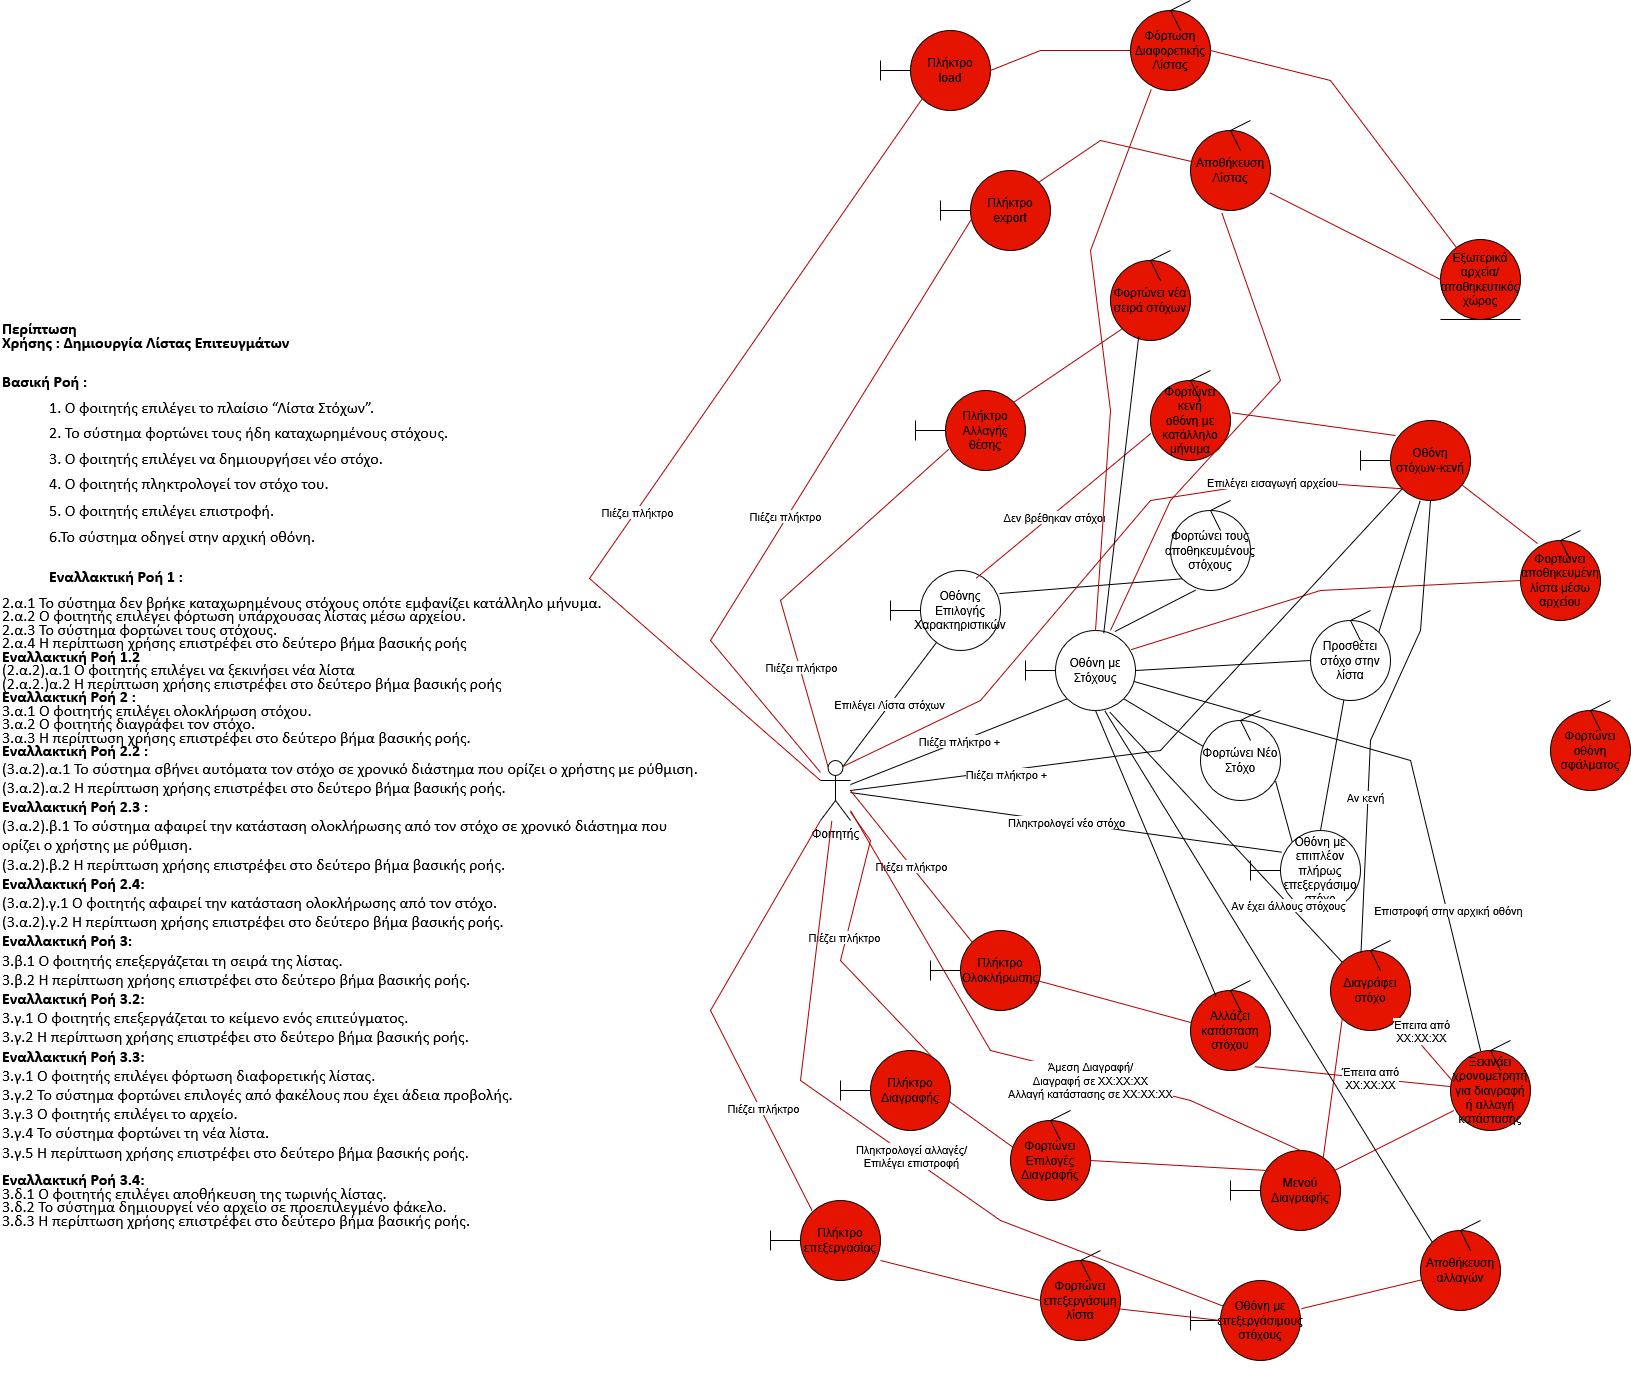 Περίπτωση
Χρήσης : Δημιουργία Λίστας Επιτευγμάτων
Βασική Ροή :
1. Ο φοιτητής επιλέγει το πλαίσιο “Λίστα Στόχων”.
2. Το σύστημα φορτώνει τους ήδη καταχωρημένους στόχους.
3. Ο φοιτητής επιλέγει να δημιουργήσει νέο στόχο.
4. Ο φοιτητής πληκτρολογεί τον στόχο του.
5. Ο φοιτητής επιλέγει επιστροφή.
6.Το σύστημα οδηγεί στην αρχική οθόνη.
Εναλλακτική Ροή 1 :
2.α.1 Το σύστημα δεν βρήκε καταχωρημένους στόχους οπότε εμφανίζει κατάλληλο μήνυμα.
2.α.2 Ο φοιτητής επιλέγει φόρτωση υπάρχουσας λίστας μέσω αρχείου.
2.α.3 Το σύστημα φορτώνει τους στόχους.
2.α.4 Η περίπτωση χρήσης επιστρέφει στο δεύτερο βήμα βασικής ροής
Εναλλακτική Ροή 1.2
(2.α.2).α.1 Ο φοιτητής επιλέγει να ξεκινήσει νέα λίστα
(2.α.2.)α.2 Η περίπτωση χρήσης επιστρέφει στο δεύτερο βήμα βασικής ροής
Εναλλακτική Ροή 2 :
3.α.1 Ο φοιτητής επιλέγει ολοκλήρωση στόχου.
3.α.2 Ο φοιτητής διαγράφει τον στόχο.
3.α.3 Η περίπτωση χρήσης επιστρέφει στο δεύτερο βήμα βασικής ροής.
Εναλλακτική Ροή 2.2 :
(3.α.2).α.1 Το σύστημα σβήνει αυτόματα τον στόχο σε χρονικό διάστημα που ορίζει ο χρήστης με ρύθμιση.
(3.α.2).α.2 Η περίπτωση χρήσης επιστρέφει στο δεύτερο βήμα βασικής ροής.
Εναλλακτική Ροή 2.3 :
(3.α.2).β.1 Το σύστημα αφαιρεί την κατάσταση ολοκλήρωσης από τον στόχο σε χρονικό διάστημα που
ορίζει ο χρήστης με ρύθμιση.
(3.α.2).β.2 Η περίπτωση χρήσης επιστρέφει στο δεύτερο βήμα βασικής ροής.
Εναλλακτική Ροή 2.4:
(3.α.2).γ.1 Ο φοιτητής αφαιρεί την κατάσταση ολοκλήρωσης από τον στόχο.
(3.α.2).γ.2 Η περίπτωση χρήσης επιστρέφει στο δεύτερο βήμα βασικής ροής.
Εναλλακτική Ροή 3:
3.β.1 Ο φοιτητής επεξεργάζεται τη σειρά της λίστας.
3.β.2 Η περίπτωση χρήσης επιστρέφει στο δεύτερο βήμα βασικής ροής.
Εναλλακτική Ροή 3.2:
3.γ.1 Ο φοιτητής επεξεργάζεται το κείμενο ενός επιτεύγματος.
3.γ.2 Η περίπτωση χρήσης επιστρέφει στο δεύτερο βήμα βασικής ροής.
Εναλλακτική Ροή 3.3:
3.γ.1 Ο φοιτητής επιλέγει φόρτωση διαφορετικής λίστας.
3.γ.2 Το σύστημα φορτώνει επιλογές από φακέλους που έχει άδεια προβολής.
3.γ.3 Ο φοιτητής επιλέγει το αρχείο.
3.γ.4 Το σύστημα φορτώνει τη νέα λίστα.
3.γ.5 Η περίπτωση χρήσης επιστρέφει στο δεύτερο βήμα βασικής ροής.
Εναλλακτική Ροή 3.4:
3.δ.1 Ο φοιτητής επιλέγει αποθήκευση της τωρινής λίστας.
3.δ.2 Το σύστημα δημιουργεί νέο αρχείο σε προεπιλεγμένο φάκελο.
3.δ.3 Η περίπτωση χρήσης επιστρέφει στο δεύτερο βήμα βασικής ροής.
Πλήκτρο
load
Φόρτωση
Διαφορετικής
Λίστας
Αποθήκευση
Λίστας
Πλήκτρο
export
Εξωτερικά
αρχεία/
αποθηκευτικός
χώρος
Φορτώνει νέα
σειρά στόχων
Πλήκτρο
Αλλαγής
θέσης
Φορτώνει
κενή
οθόνη με
κατάλληλο
μήνυμα
Οθόνη
στόχων-κενή
Επιλέγει εισαγωγή αρχείου
Πιέζει πλήκτρο
Πιέζει πλήκτρο
Δεν βρέθηκαν στόχοι
Φορτώνει τους
αποθηκευμένους
στόχους
Φορτώνει
αποθηκευμένη
λίστα μέσω
αρχείου
Οθόνης
Επιλογής
Χαρακτηριστικών
Πιέζει πλήκτρο
Οθόνη με
Στόχους
Προσθέτει
στόχο στην
λίστα
Επιλέγει Λίστα στόχων
Πιέζει πλήκτρο +
Φορτώνει Νέο
Στόχο
Φορτώνει
οθόνη
σφάλματος
Πιέζει πλήκτρο +
Αν κενή
Φοιτητής
Πληκτρολογεί νέο στόχο
Οθόνη με
επιπλέον
πλήρως
επεξεργάσιμο
στόχο
Πιέζει πλήκτρο
Αν έχει άλλους στόχους
Επιστροφή στην αρχική οθόνη
Πιέζει πλήκτρο
Πλήκτρο
Ολοκλήρωσης
Διαγράφει
στόχο
Αλλάζει
κατάσταση
στόχου
Έπειτα από
XX:XX:XX
Ξεκινάει
χρονομετρητή
για διαγραφή
ή αλλαγή
κατάστασης
Έπειτα από
XX:XX:XX
Άμεση Διαγραφή/
Διαγραφή σε XX:XX:XX
Αλλαγή κατάστασης σε XX:XX:XX
Πλήκτρο
Διαγραφής
Πιέζει πλήκτρο
Φορτώνει
Επιλογές
Διαγραφής
Πληκτρολογεί αλλαγές/
Επιλέγει επιστροφή
Μενού
Διαγραφής
Πλήκτρο
επεξεργασίας
Αποθήκευση
αλλαγών
Φορτώνει
επεξεργάσιμη
λίστα
Οθόνη με
επεξεργάσιμους
στόχους